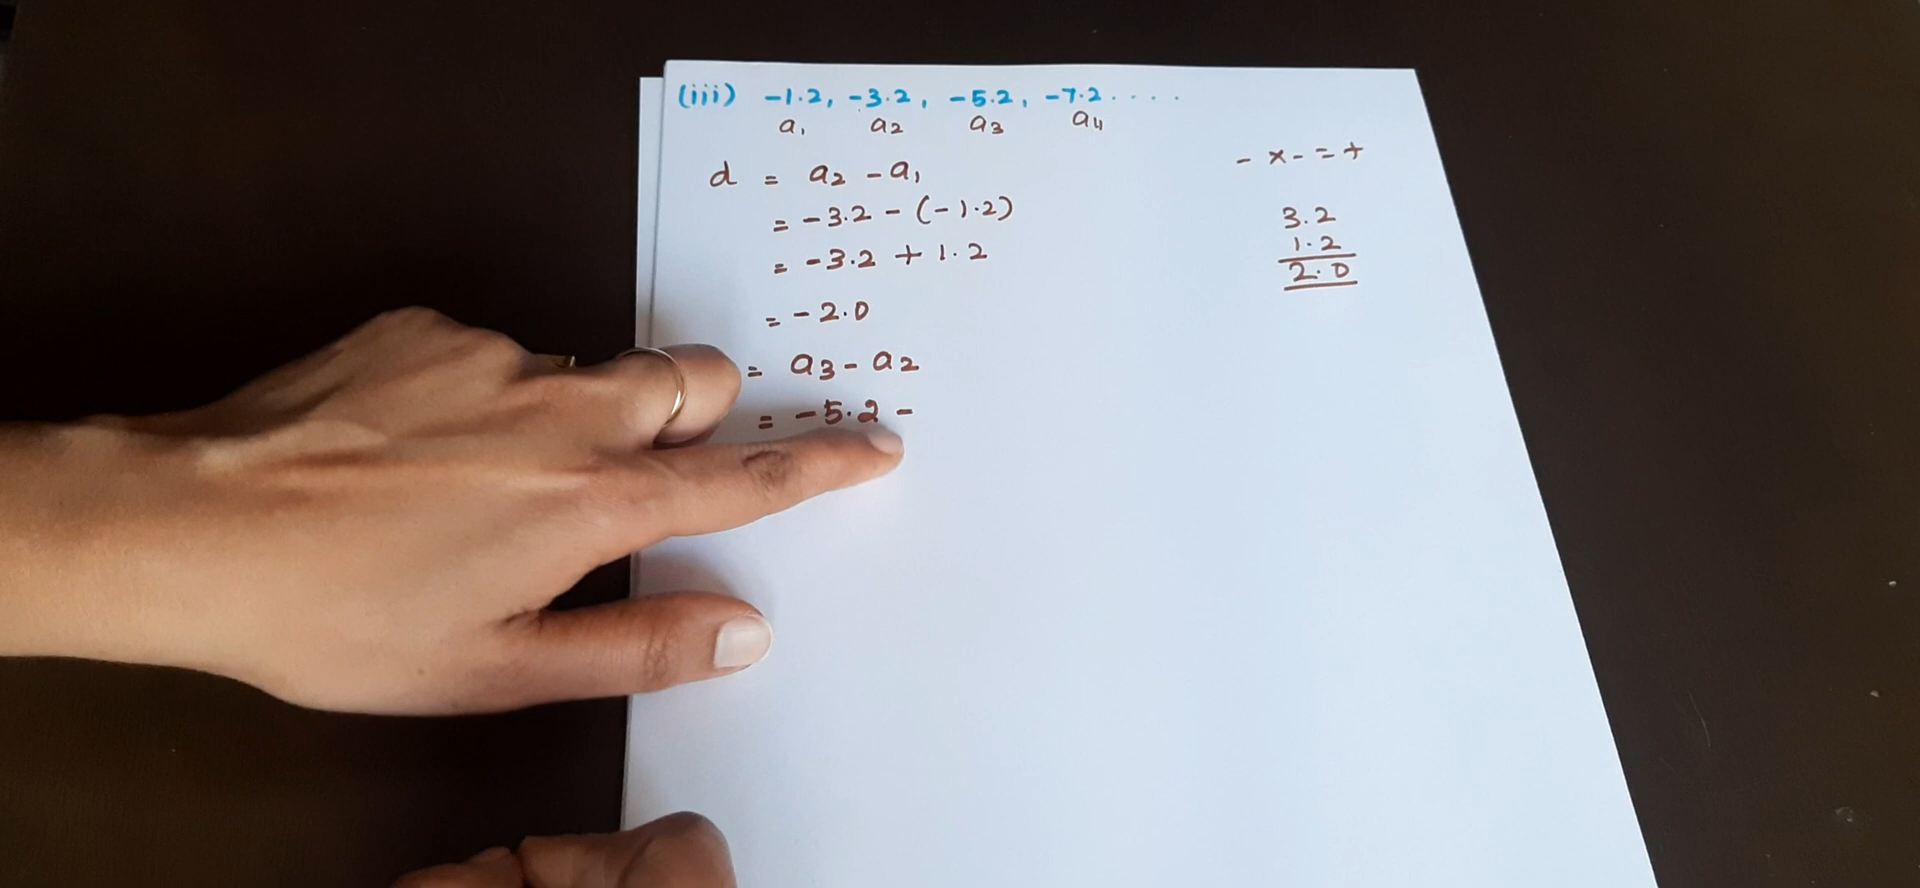 (iii) -1.2, -3.2, -5.2, -7.2....
a1 a2 a3 a4
d = a2 - a1
= -3.2 - (-1.2)
= -3.2 + 1.2
= -2.0
= a3 - a2
= -5.2 -
- x - = +
3.2
1.2
2.0